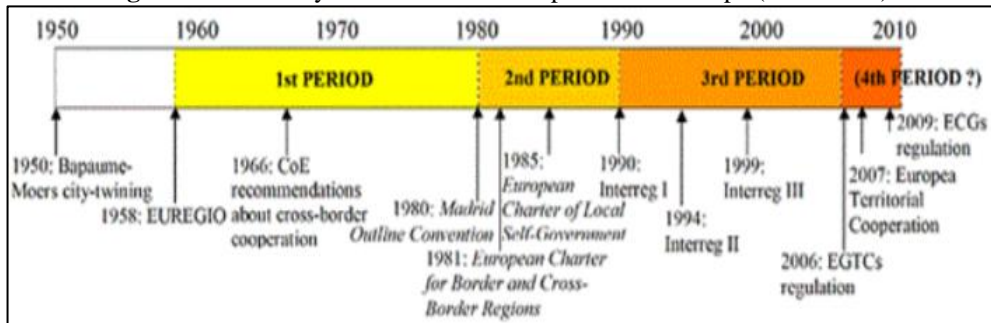 1950 1960 1970 1980 1990 2000 2010
1st PERIOD 2nd PERIOD 3rd PERIOD (4th PERIOD ?)
1950: Bapaume-
Moers city-twining
1958: EUREGIO
1966: CoE
recommendations
about cross-border
cooperation
1980: Madrid
Outline Convention
1981: European Charter
for Border and Cross-
Border Regions
1985:
European
Charter of Local
Self-Government
1990:
Interreg I
1994:
Interreg II
1999:
Interreg III
2006: EGTCs
regulation
2007: Europea
Territorial
Cooperation
2009: ECGs
regulation